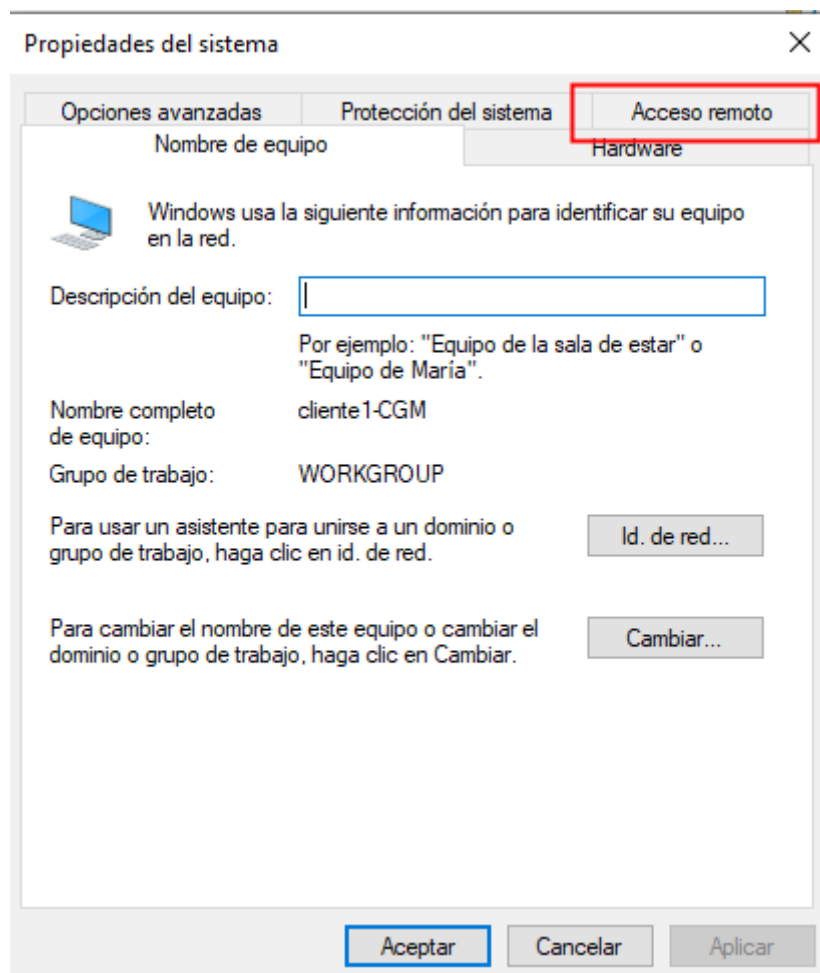 Propiedades del sistema
Opciones avanzadas
Protección del sistema
Acceso remoto
Nombre de equipo
Hardware
Windows usa la siguiente información para identificar su equipo
en la red.
Descripción del equipo:
Por ejemplo: "Equipo de la sala de estar" o
"Equipo de María".
Nombre completo
de equipo:
cliente1-CGM
Grupo de trabajo:
WORKGROUP
Para usar un asistente para unirse a un dominio o
grupo de trabajo, haga clic en id. de red.
Id. de red...
Para cambiar el nombre de este equipo o cambiar el
dominio o grupo de trabajo, haga clic en Cambiar.
Cambiar...
Aceptar
Cancelar
Aplicar